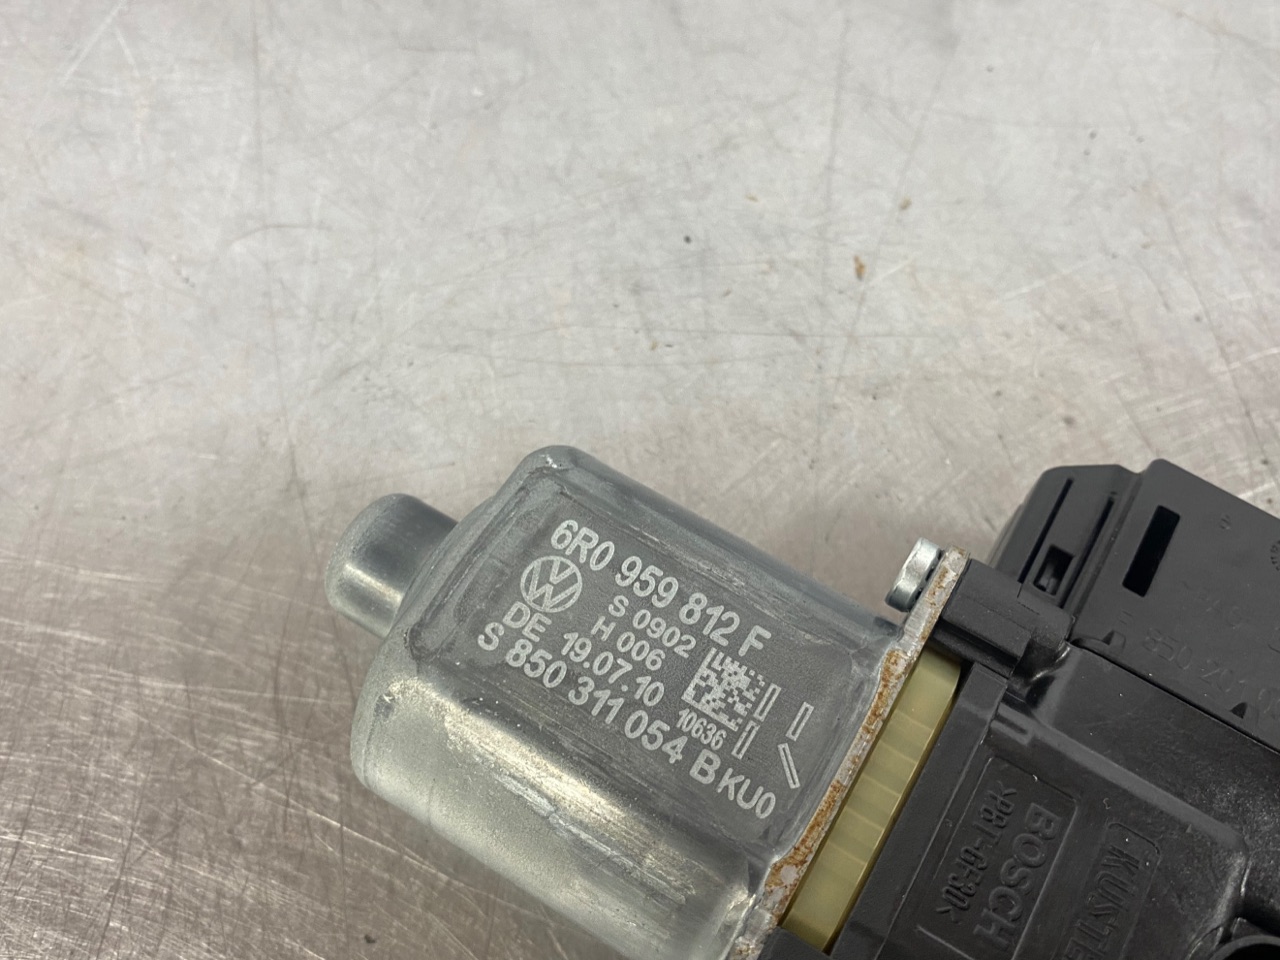 6R0 959 812 F
S 0902
H 006
DE 19.07.10
10636
S 850 311 054 B KU0
BOSCH
>PBT-GF30<